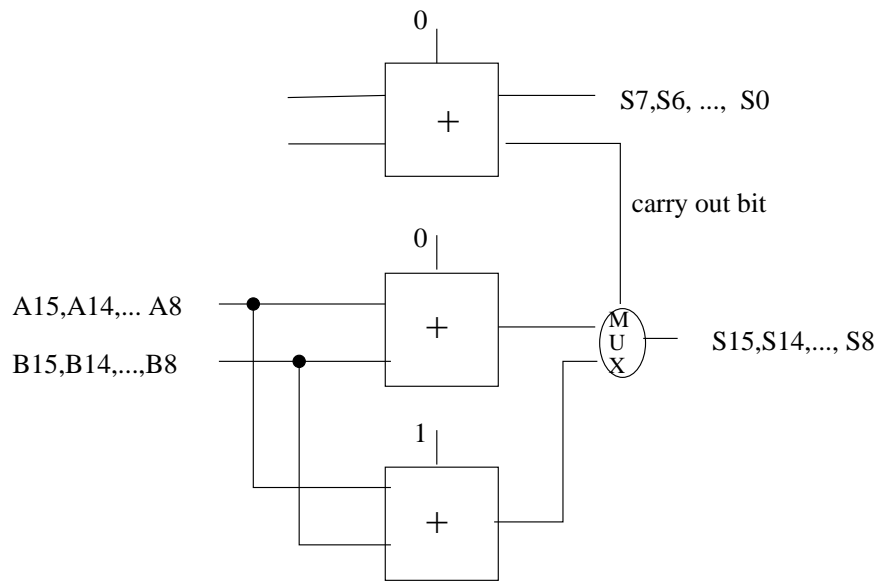 0
+
S7,S6, ..., S0
carry out bit
0
A15,A14,... A8
+
B15,B14,...,B8
M
U
X
S15,S14,..., S8
1
+